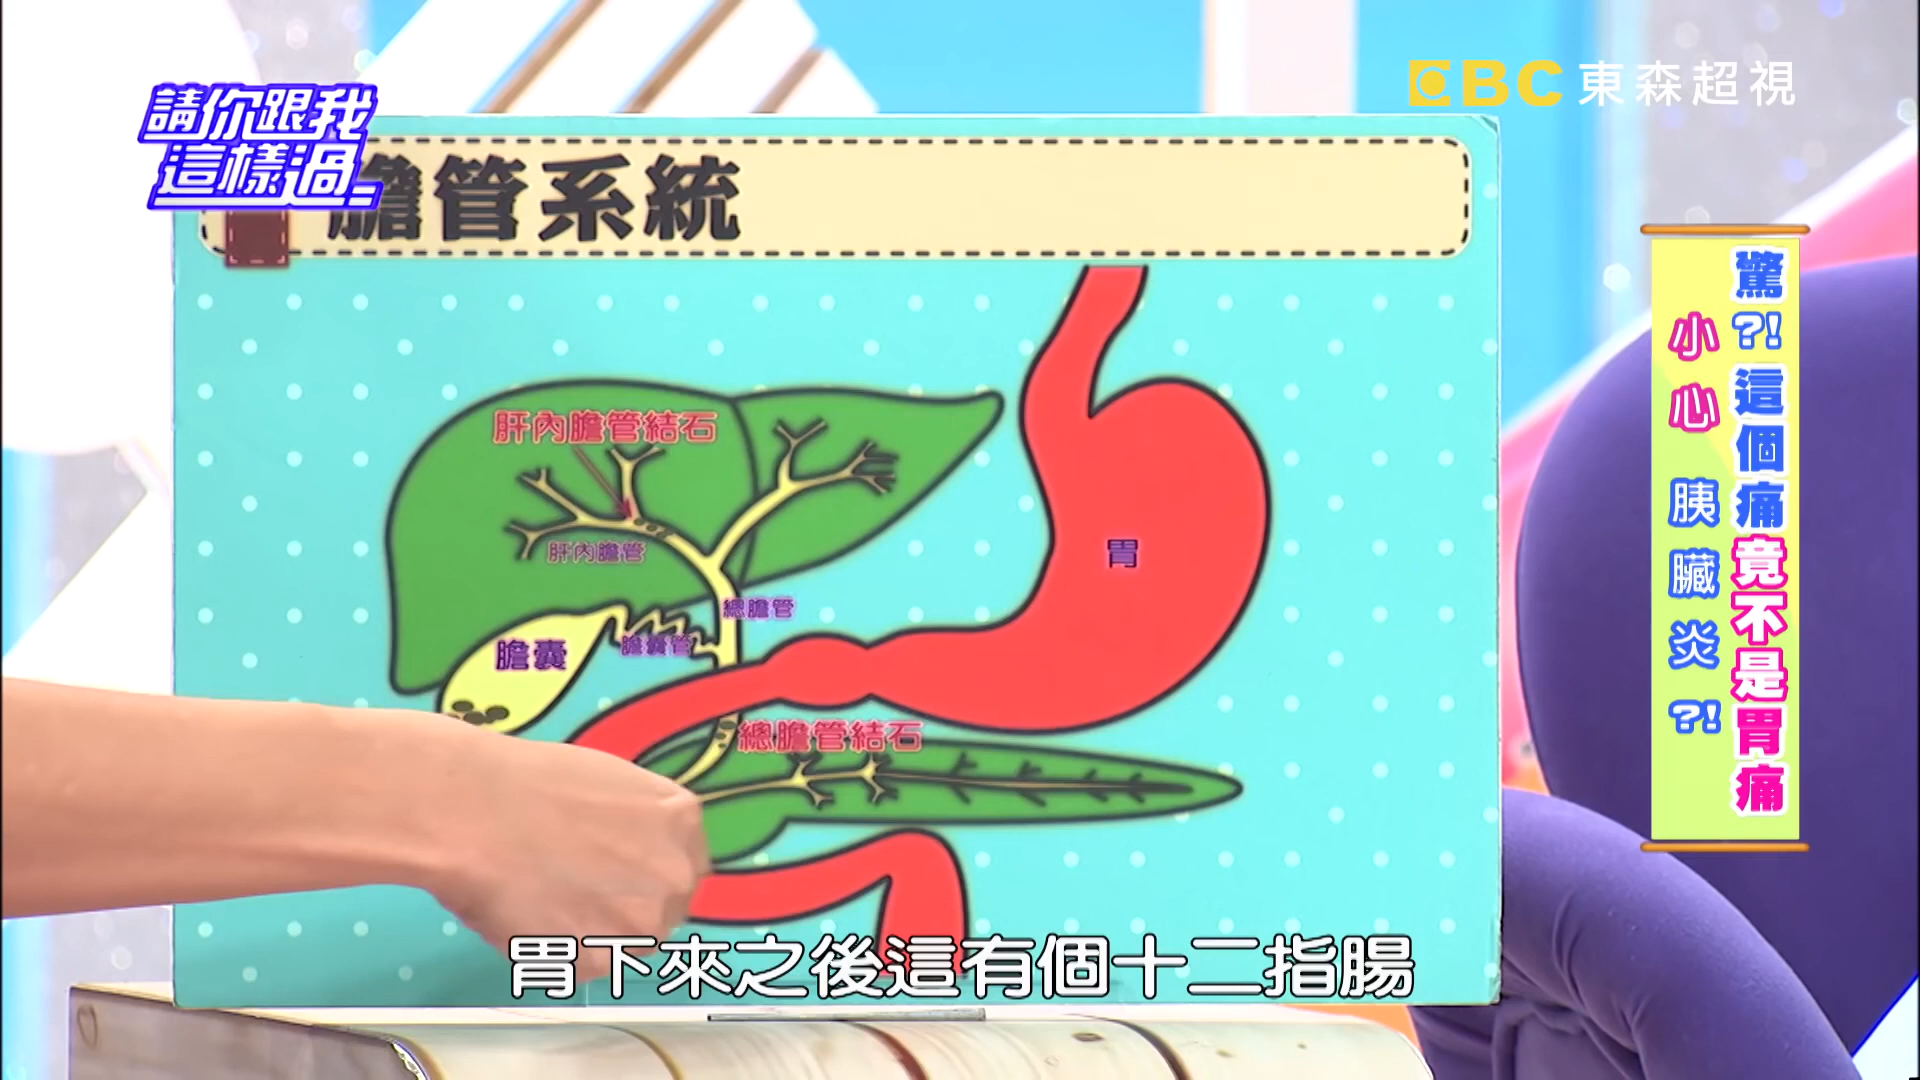 請你跟我
這樣過
EBC 東森超視
膽管系統
驚?!這個痛竟不是胃痛
小心胰臟炎?!
肝內膽管結石
肝內膽管
胃
總膽管
膽囊管
膽囊
總膽管結石
胃下來之後這有個十二指腸